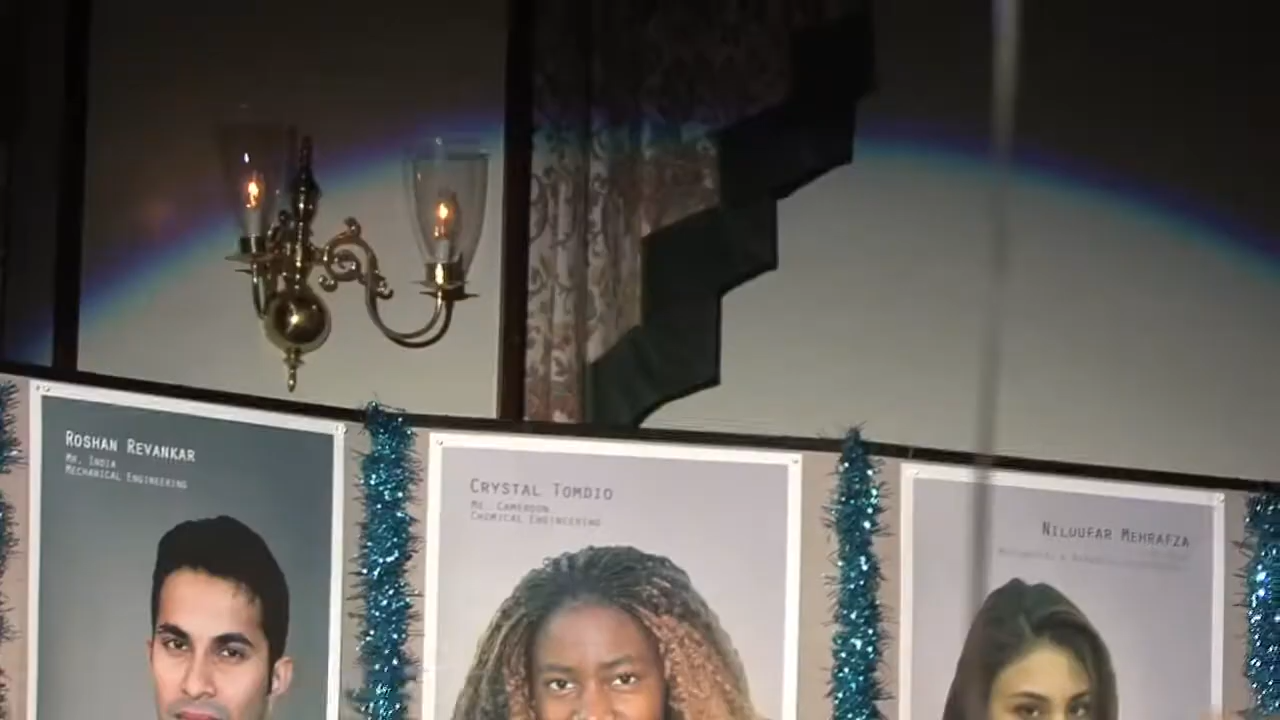 Roshan Revankar
Mr. India
Mechanical Engineering
Crystal Tomdio
Ms. Cameroon
Chemical Engineering
Niloufar Mehrafza